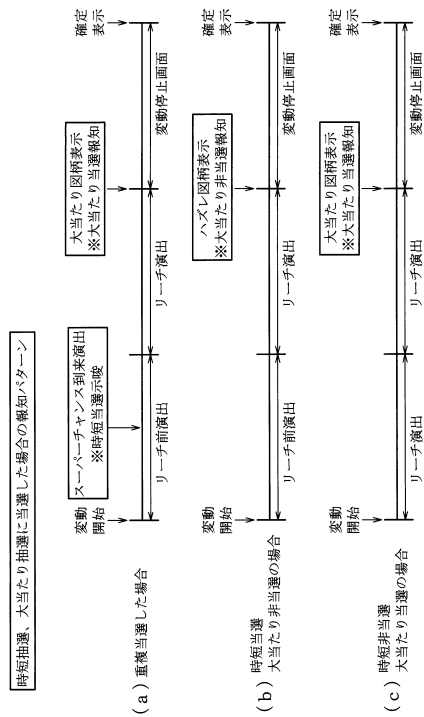 時短抽選、大当たり抽選に当選した場合の報知パターン
(a)重複当選した場合
変動
開始
スーパーチャンス到来演出
※時短当選示唆
大当たり図柄表示
※大当たり当選報知
確定
表示
リーチ前演出
リーチ演出
変動停止画面
(b)
時短当選
大当たり非当選の場合
変動
開始
ハズレ図柄表示
※大当たり非当選報知
確定
表示
リーチ前演出
リーチ演出
変動停止画面
(c)
時短非当選
大当たり当選の場合
変動
開始
大当たり図柄表示
※大当たり当選報知
確定
表示
リーチ演出
リーチ演出
変動停止画面